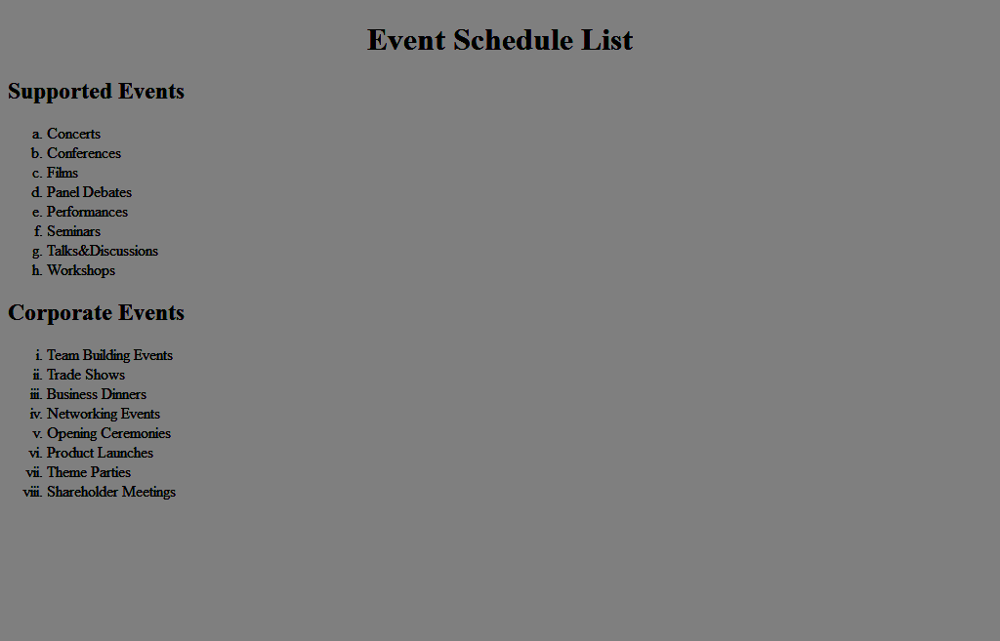 Event Schedule List
Supported Events
a. Concerts
b. Conferences
c. Films
d. Panel Debates
e. Performances
f. Seminars
g. Talks&Discussions
h. Workshops
Corporate Events
i. Team Building Events
ii. Trade Shows
iii. Business Dinners
iv. Networking Events
v. Opening Ceremonies
vi. Product Launches
vii. Theme Parties
viii. Shareholder Meetings